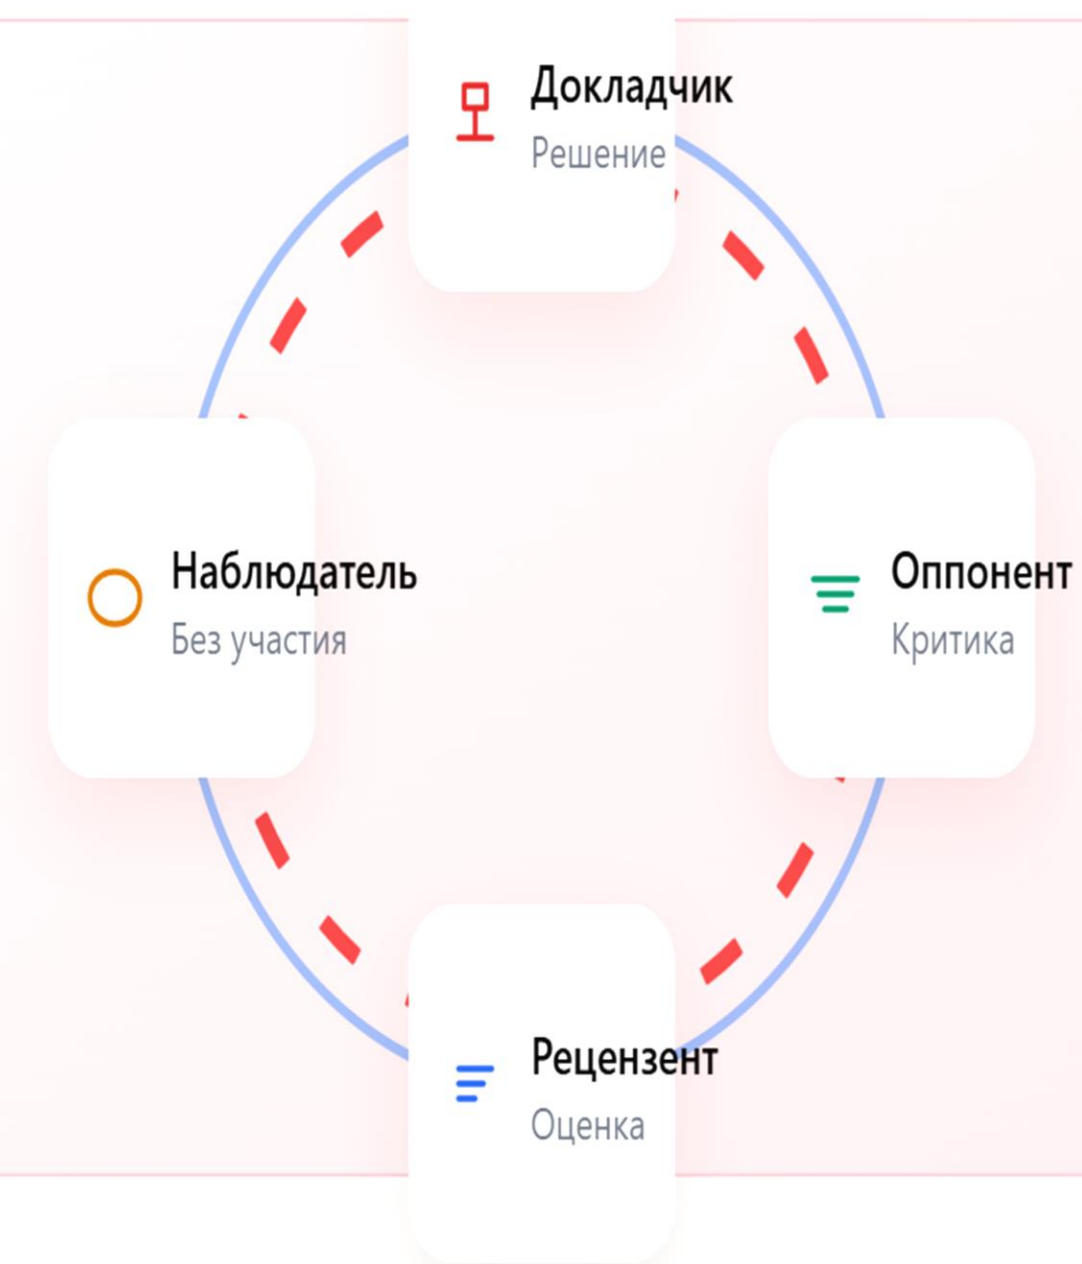 Докладчик
Решение
Наблюдатель
Без участия
Оппонент
Критика
Рецензент
Оценка